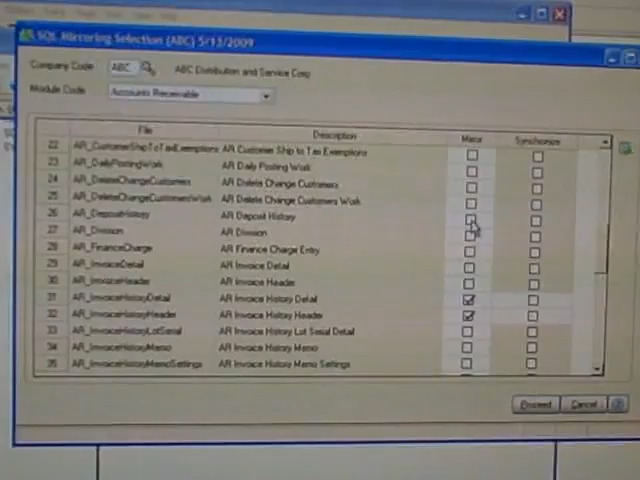 SQL Mirroring Selection (ABC) 5/13/2009
Company Code ABC ABC Distribution and Service Corp
Module Code Accounts Receivable
File Description Mirror Synchronize
22 AR_CustomerShipToTaxExemptions AR Customer Ship to Tax Exemptions
23 AR_DailyPostingWork AR Daily Posting Work
24 AR_DeleteChangeCustomers AR Delete Change Customers
25 AR_DeleteChangeCustomersWork AR Delete Change Customers Work
26 AR_DepositHistory AR Deposit History
27 AR_Division AR Division
28 AR_FinanceCharge AR Finance Charge Entry
29 AR_InvoiceDetail AR Invoice Detail
30 AR_InvoiceHeader AR Invoice Header
31 AR_InvoiceHistoryDetail AR Invoice History Detail
32 AR_InvoiceHistoryHeader AR Invoice History Header
33 AR_InvoiceHistoryLotSerial AR Invoice History Lot Serial Detail
34 AR_InvoiceHistoryMemo AR Invoice History Memo
35 AR_InvoiceHistoryMemoSettings AR Invoice History Memo Settings
Proceed Cancel